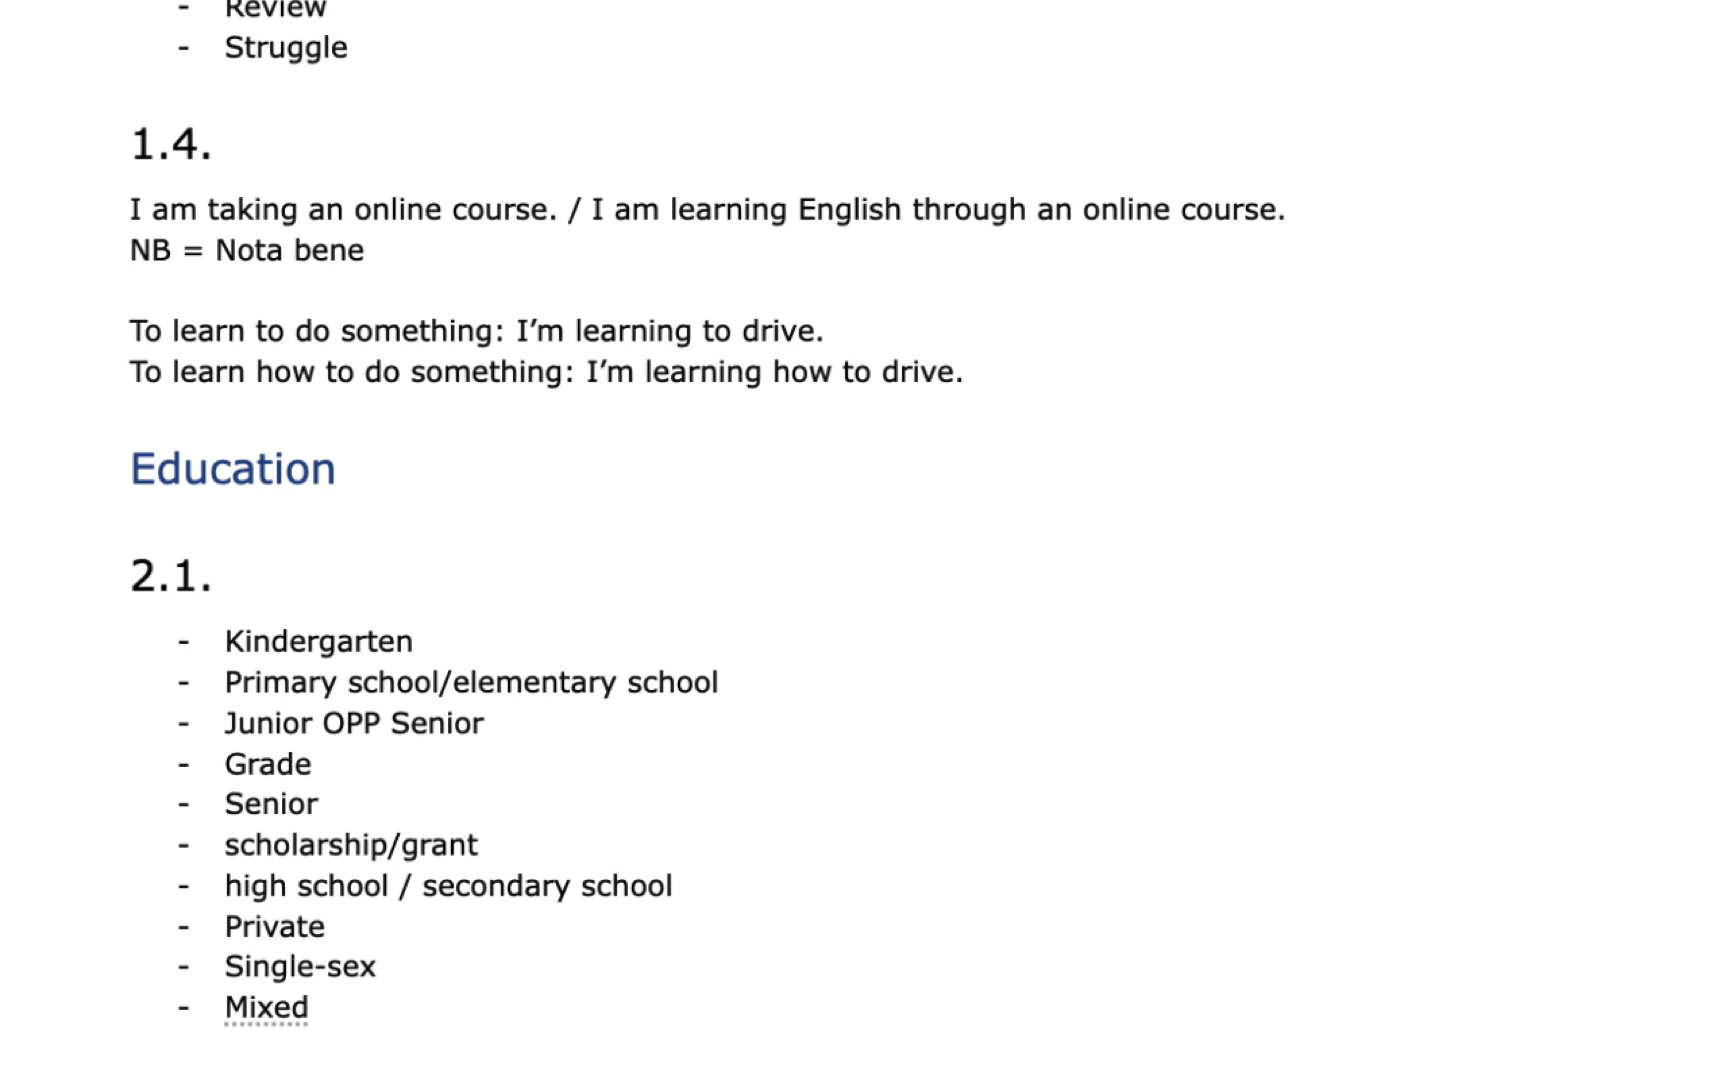 - Review
- Struggle
1.4.
I am taking an online course. / I am learning English through an online course.
NB = Nota bene
To learn to do something: I’m learning to drive.
To learn how to do something: I’m learning how to drive.
Education
2.1.
- Kindergarten
- Primary school/elementary school
- Junior OPP Senior
- Grade
- Senior
- scholarship/grant
- high school / secondary school
- Private
- Single-sex
- Mixed